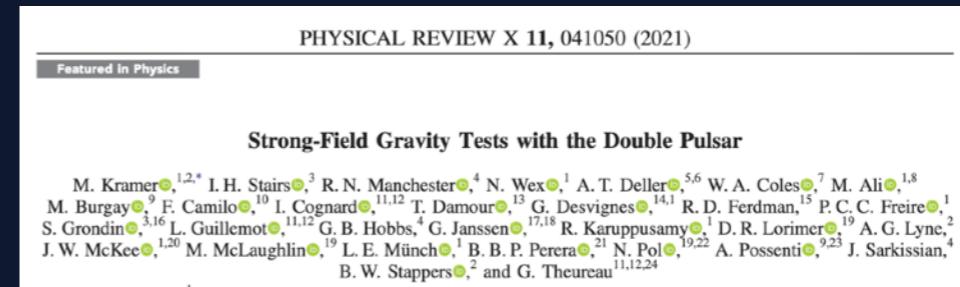 PHYSICAL REVIEW X 11, 041050 (2021)
Featured in Physics
Strong-Field Gravity Tests with the Double Pulsar
M. Kramer,1,2,* I. H. Stairs,3 R. N. Manchester,4 N. Wex,1 A. T. Deller,5,6 W. A. Coles,7 M. Ali,1,8
M. Burgay,9 F. Camilo,10 I. Cognard,11,12 T. Damour,13 G. Desvignes,14,1 R. D. Ferdman,15 P. C. C. Freire,1
S. Grondin,3,16 L. Guillemot,11,12 G. B. Hobbs,4 G. Janssen,17,18 R. Karuppusamy,1 D. R. Lorimer,19 A. G. Lyne,2
J. W. McKee,1,20 M. McLaughlin,19 L. E. Münch,1 B. B. P. Perera,21 N. Pol,19,22 A. Possenti,9,23 J. Sarkissian,4
B. W. Stappers,2 and G. Theureau11,12,24